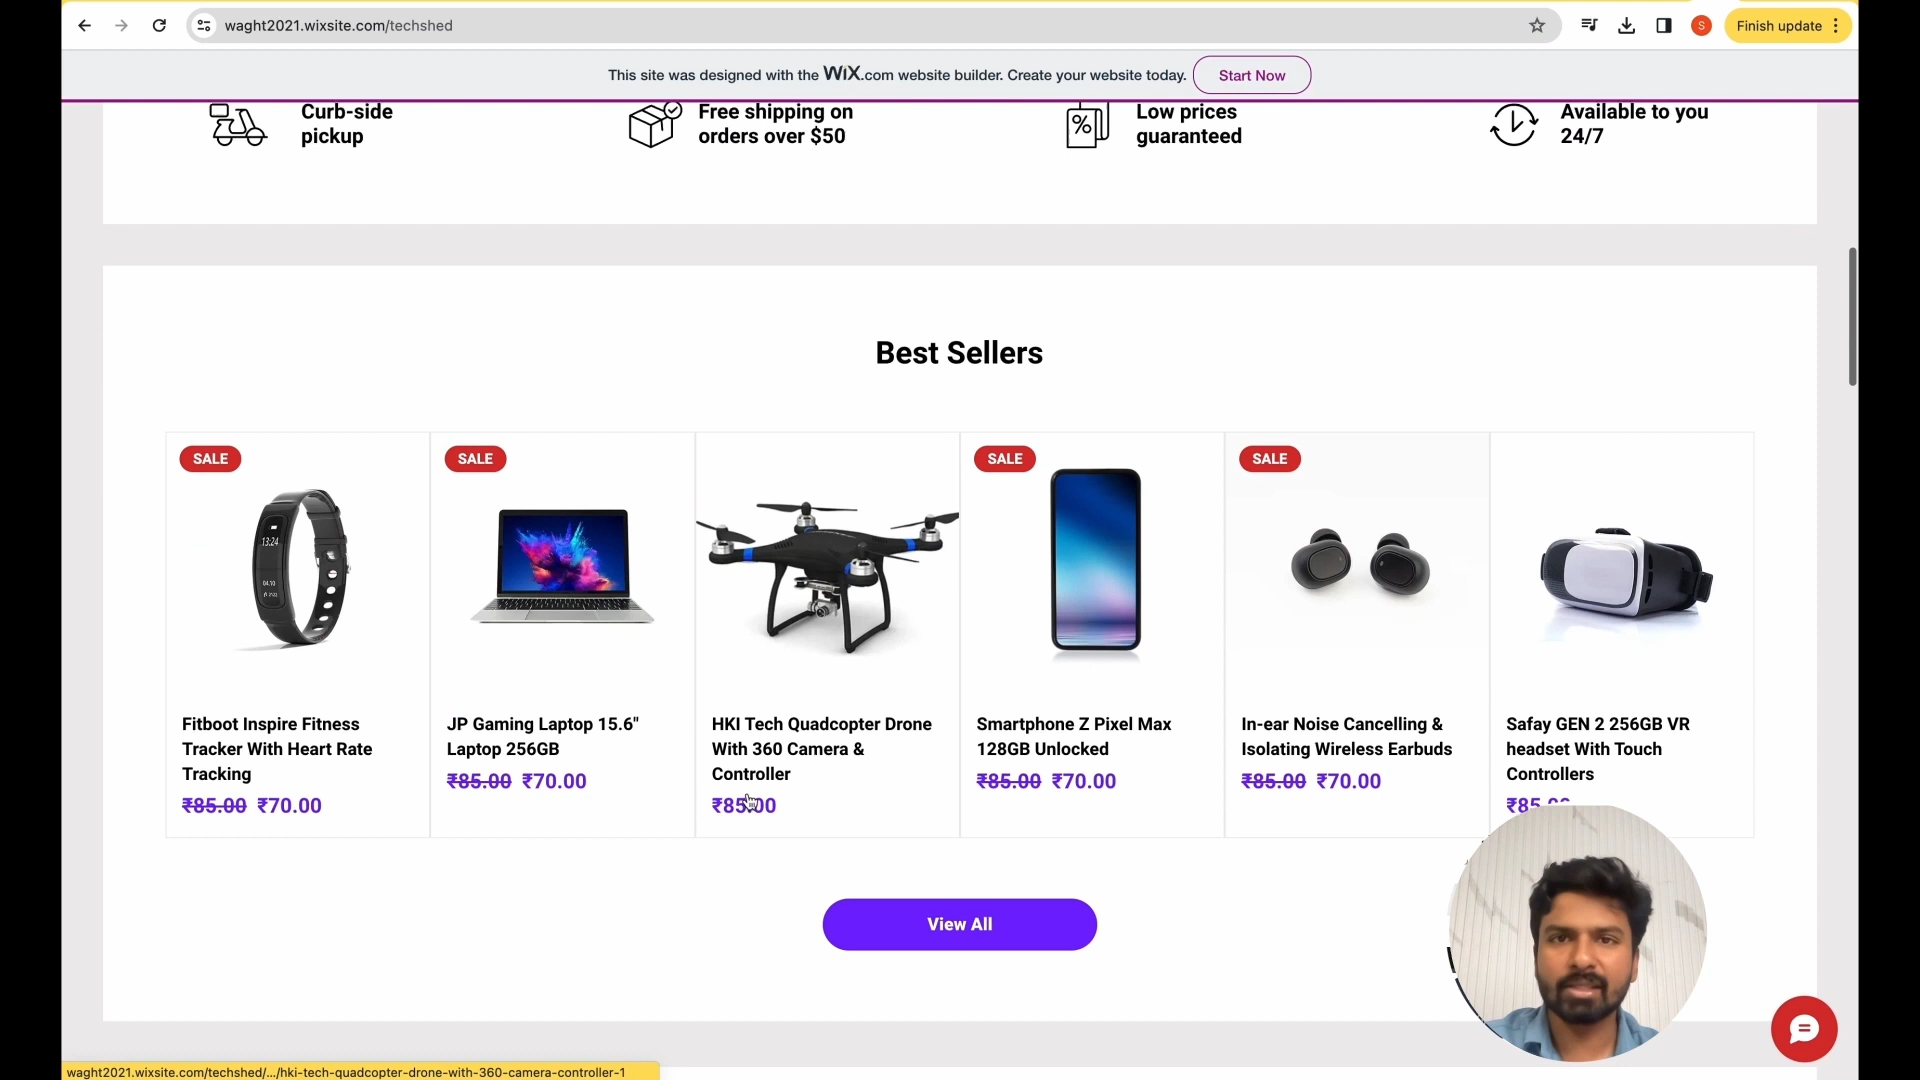 waght2021.wixsite.com/techshed
Finish update
S
This site was designed with the WiX.com website builder. Create your website today.
Start Now
Curb-side
pickup
Free shipping on
orders over $50
%
Low prices
guaranteed
Available to you
24/7
Best Sellers
SALE
SALE
SALE
SALE
13:24
04.10
Fitboot Inspire Fitness
Tracker With Heart Rate
Tracking
₹85.00 ₹70.00
JP Gaming Laptop 15.6"
Laptop 256GB
₹85.00 ₹70.00
HKI Tech Quadcopter Drone
With 360 Camera &
Controller
₹85.00
Smartphone Z Pixel Max
128GB Unlocked
₹85.00 ₹70.00
In-ear Noise Cancelling &
Isolating Wireless Earbuds
₹85.00 ₹70.00
Safay GEN 2 256GB VR
headset With Touch
Controllers
₹85.00
View All
waght2021.wixsite.com/techshed/.../hki-tech-quadcopter-drone-with-360-camera-controller-1